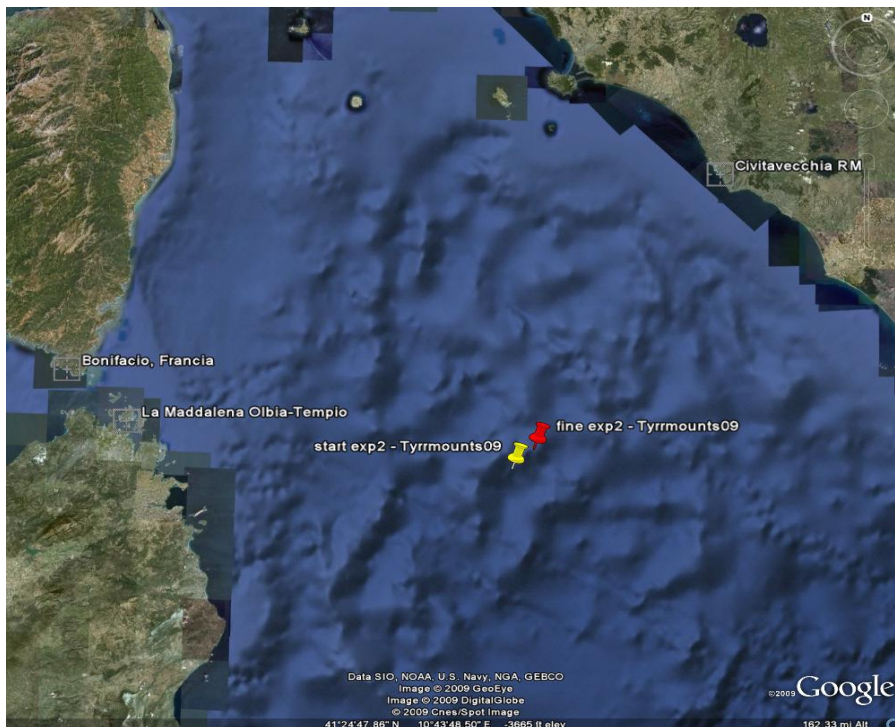 N
Civitavecchia RM
Bonifacio, Francia
La Maddalena Olbia-Tempio
fine exp2 - Tyrrmounts09
start exp2 - Tyrrmounts09
Data SIO, NOAA, U.S. Navy, NGA, GEBCO
Image © 2009 GeoEye
Image © 2009 DigitalGlobe
© 2009 Cnes/Spot Image
©2009 Google
41°24'47.86" N 10°43'48.50" E -3665 ft elev 162.33 mi Alt